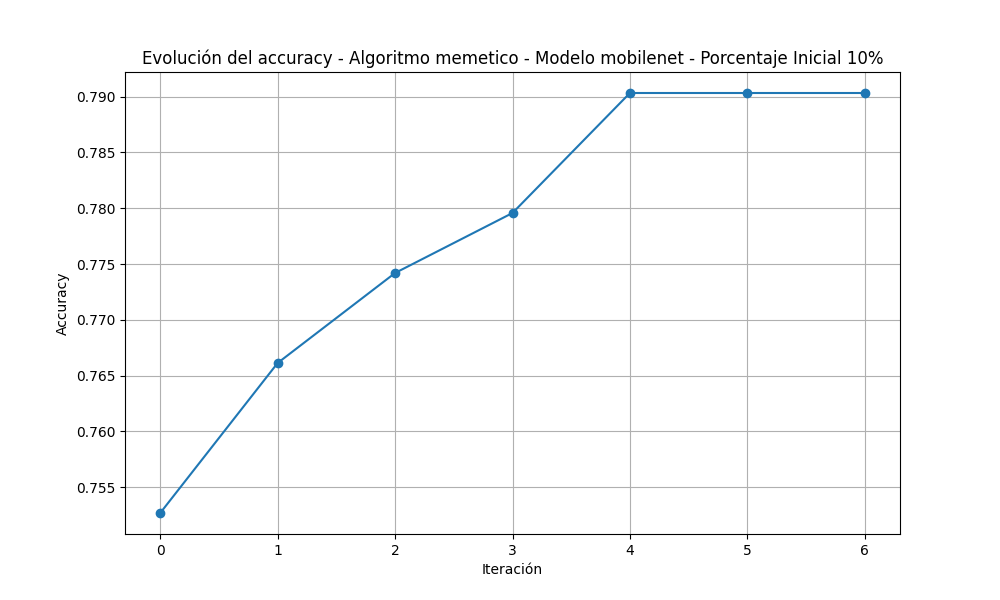 Evolución del accuracy - Algoritmo memetico - Modelo mobilenet - Porcentaje Inicial 10%
0.790
0.785
0.780
0.775
0.770
0.765
0.760
0.755
Accuracy
0 1 2 3 4 5 6
Iteración